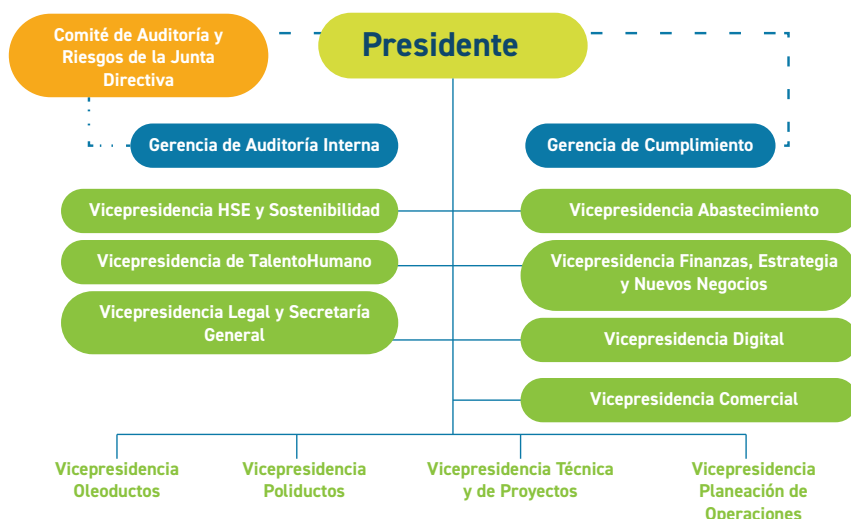 Comité de Auditoría y
Riesgos de la Junta
Directiva
Presidente
Gerencia de Auditoría Interna
Gerencia de Cumplimiento
Vicepresidencia HSE y Sostenibilidad
Vicepresidencia Abastecimiento
Vicepresidencia de TalentoHumano
Vicepresidencia Finanzas, Estrategia
y Nuevos Negocios
Vicepresidencia Legal y Secretaría
General
Vicepresidencia Digital
Vicepresidencia Comercial
Vicepresidencia
Oleoductos
Vicepresidencia
Poliductos
Vicepresidencia Técnica
y de Proyectos
Vicepresidencia
Planeación de
Operaciones